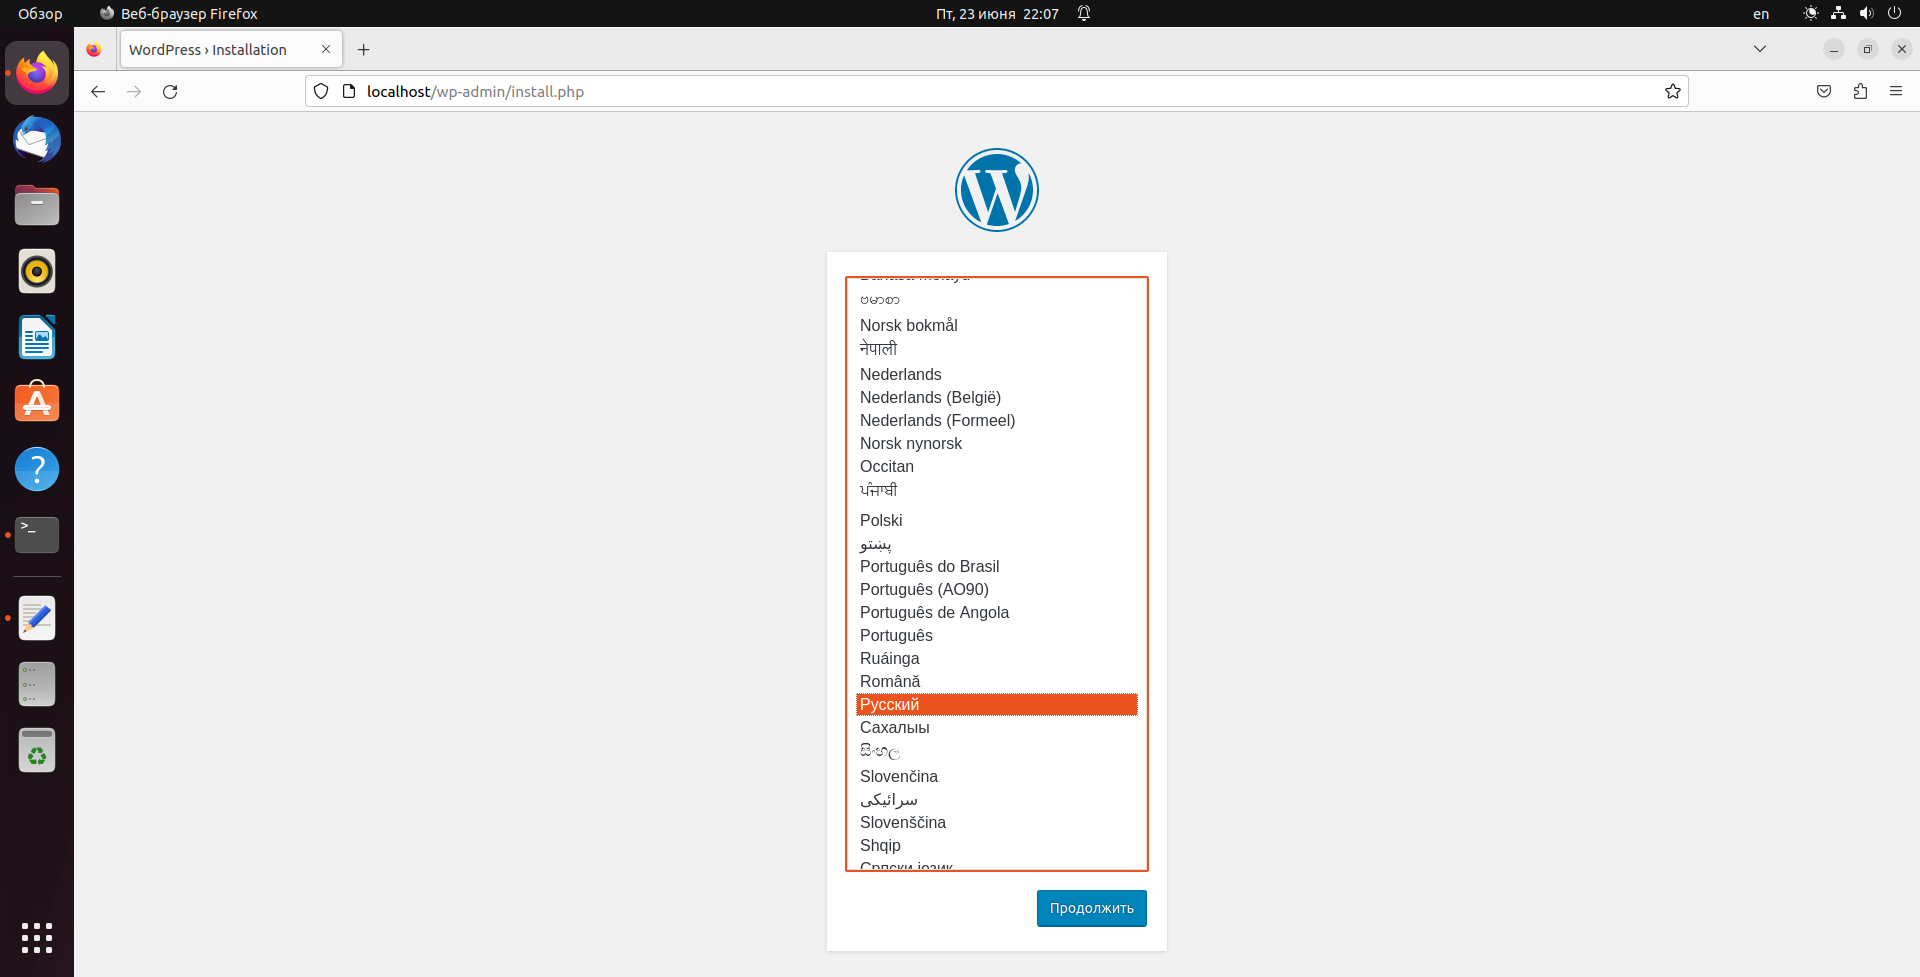 Обзор
Веб-браузер Firefox
Пт, 23 июня 22:07
en
WordPress › Installation
localhost/wp-admin/install.php
ဗမာစာ
Norsk bokmål
नेपाली
Nederlands
Nederlands (België)
Nederlands (Formeel)
Norsk nynorsk
Occitan
ਪੰਜਾਬੀ
Polski
پښتو
Português do Brasil
Português (AO90)
Português de Angola
Português
Ruáinga
Română
Русский
Сахалыы
සිංහල
Slovenčina
سرائیکی
Slovenščina
Shqip
Српски језик
Продолжить